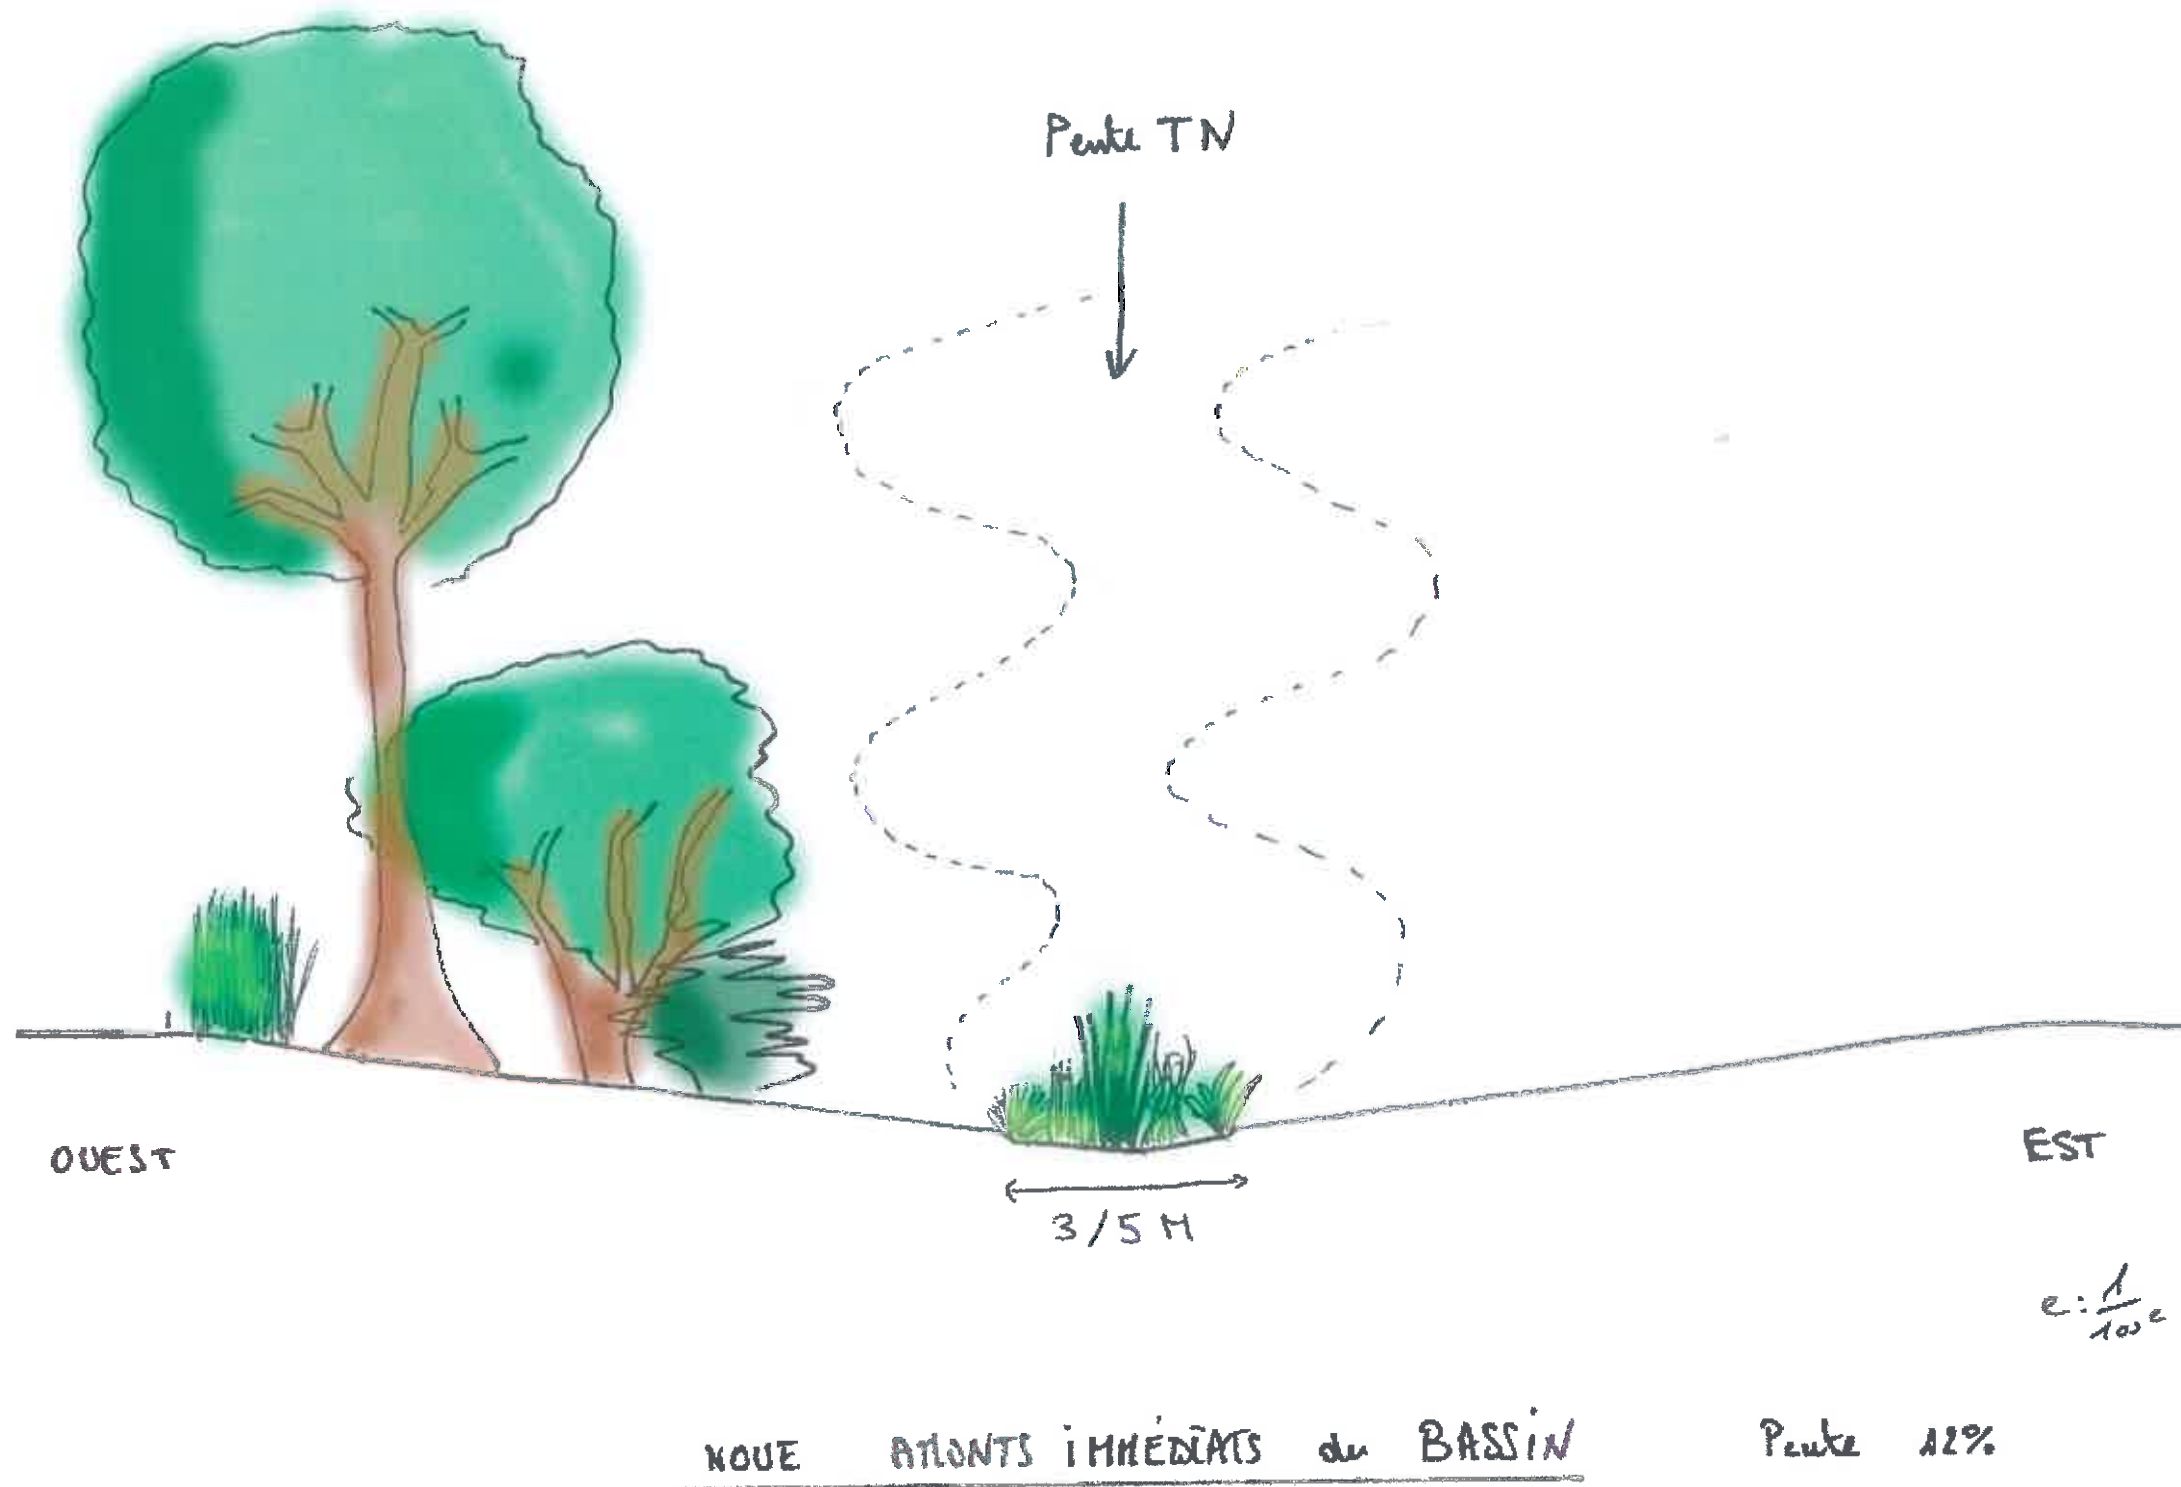 Pente TN
OUEST
EST
3/5 M
e: 1/100e
NOUE AMONTS iMMÉDIATS du BASSiN
Pente 12%